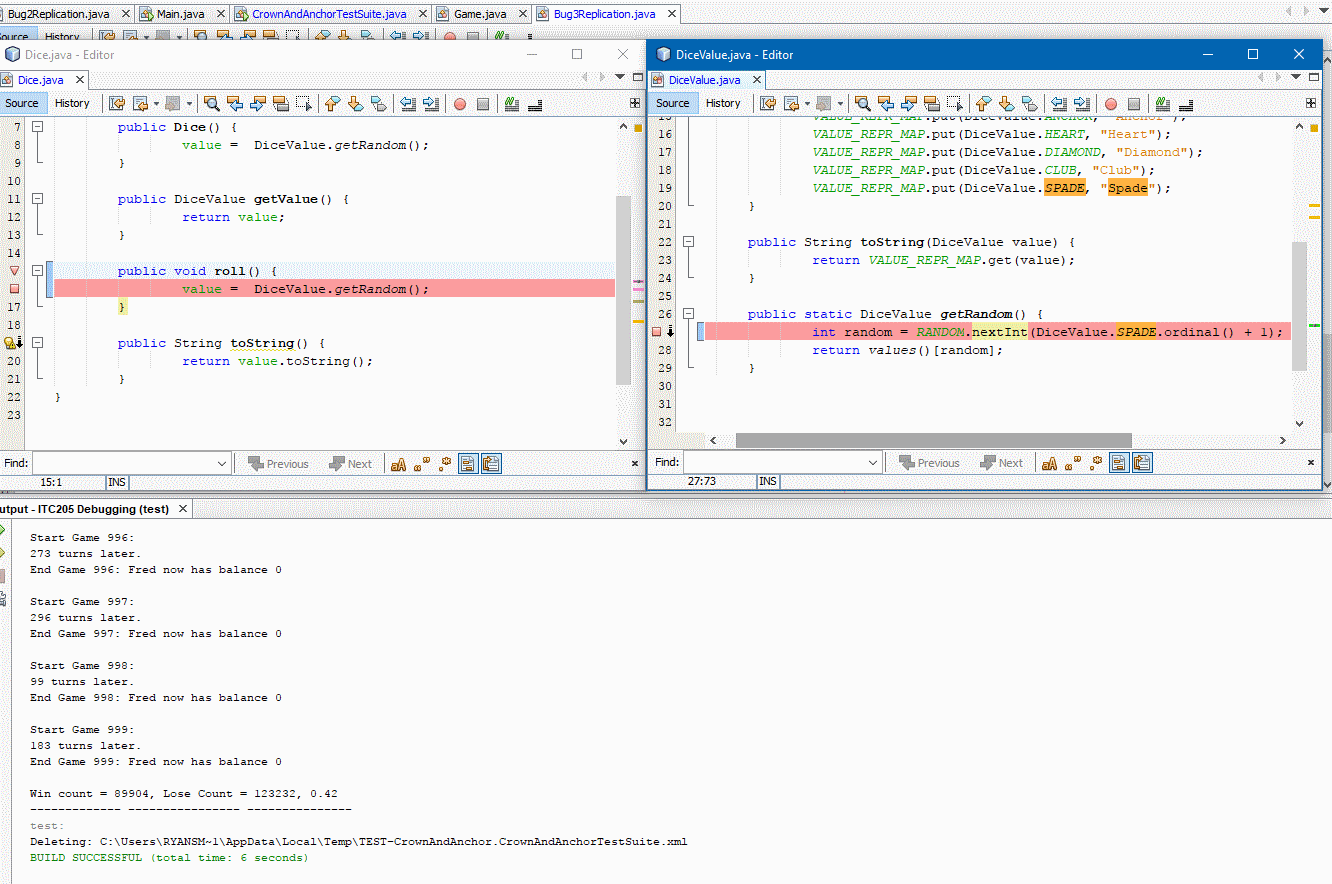 Bug2Replication.java Main.java CrownAndAnchorTestSuite.java Game.java Bug3Replication.java
Source History
Dice.java - Editor
Dice.java
Source History
7 public Dice() {
8 value =  DiceValue.getRandom();
9 }
10
11 public DiceValue getValue() {
12 return value;
13 }
14
public void roll() {
value =  DiceValue.getRandom();
17 }
18
public String toString() {
20 return value.toString();
21 }
22 }
23
Find: Previous Next
15:1 INS
DiceValue.java - Editor
DiceValue.java
Source History
15 VALUE_REPR_MAP.put(DiceValue.ANCHOR, "Anchor");
16 VALUE_REPR_MAP.put(DiceValue.HEART, "Heart");
17 VALUE_REPR_MAP.put(DiceValue.DIAMOND, "Diamond");
18 VALUE_REPR_MAP.put(DiceValue.CLUB, "Club");
19 VALUE_REPR_MAP.put(DiceValue.SPADE, "Spade");
20 }
21
22 public String toString(DiceValue value) {
23 return VALUE_REPR_MAP.get(value);
24 }
25
26 public static DiceValue getRandom() {
int random = RANDOM.nextInt(DiceValue.SPADE.ordinal() + 1);
28 return values()[random];
29 }
30
31
32
Find: Previous Next
27:73 INS
utput - ITC205 Debugging (test)
Start Game 996:
273 turns later.
End Game 996: Fred now has balance 0
Start Game 997:
296 turns later.
End Game 997: Fred now has balance 0
Start Game 998:
99 turns later.
End Game 998: Fred now has balance 0
Start Game 999:
183 turns later.
End Game 999: Fred now has balance 0
Win count = 89904, Lose Count = 123232, 0.42
------------- ---------------- ---------------
test:
Deleting: C:\Users\RYANSM~1\AppData\Local\Temp\TEST-CrownAndAnchor.CrownAndAnchorTestSuite.xml
BUILD SUCCESSFUL (total time: 6 seconds)